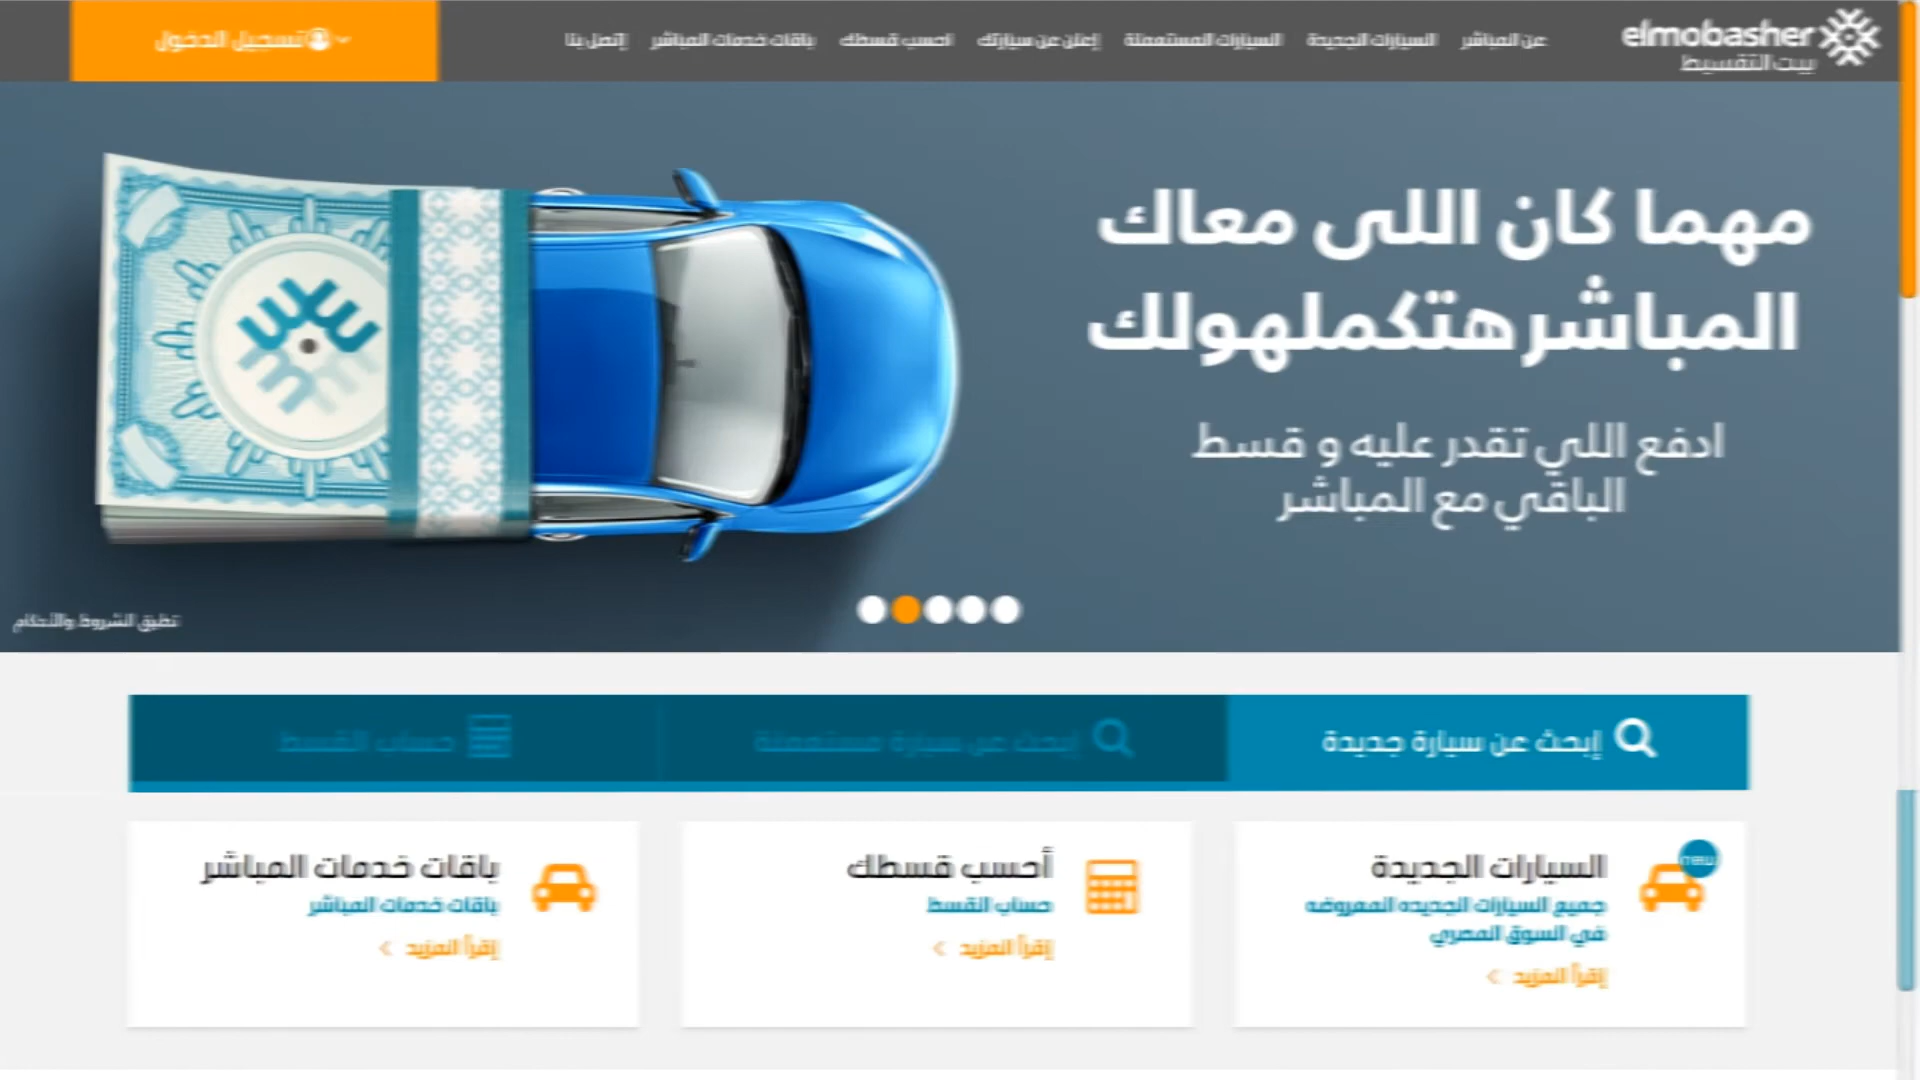 elmobasher
بيت التقسيط
عن المباشر
السيارات الجديدة
السيارات المستعملة
إعلن عن سيارتك
احسب قسطك
باقات خدمات المباشر
إتصل بنا
تسجيل الدخول
مهما كان اللى معاك
المباشر هتكملهولك
ادفع اللي تقدر عليه و قسط
الباقي مع المباشر
تطبق الشروط والأحكام
إبحث عن سيارة جديدة
إبحث عن سيارة مستعملة
حساب القسط
new
السيارات الجديدة
جميع السيارات الجديده المعروضه
في السوق المصري
إقرأ المزيد
أحسب قسطك
حساب القسط
إقرأ المزيد
باقات خدمات المباشر
باقات خدمات المباشر
إقرأ المزيد